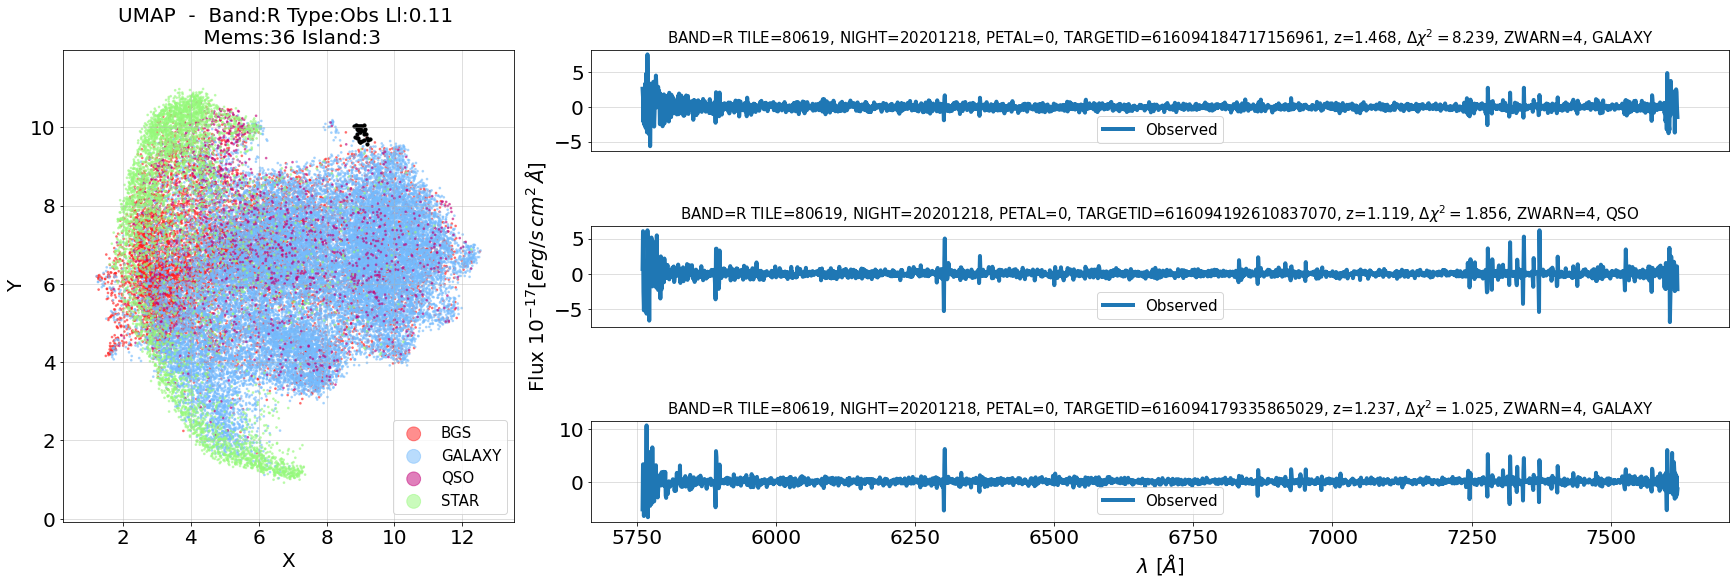 UMAP - Band:R Type:Obs Ll:0.11
Mems:36 Island:3
10
8
6
4
2
0
Y
2
4
6
8
10
12
X
BGS
GALAXY
QSO
STAR
Flux 10⁻¹⁷[erg/s cm² Å]
BAND=R TILE=80619, NIGHT=20201218, PETAL=0, TARGETID=616094184717156961, z=1.468, Δχ² = 8.239, ZWARN=4, GALAXY
5
0
−5
Observed
BAND=R TILE=80619, NIGHT=20201218, PETAL=0, TARGETID=616094192610837070, z=1.119, Δχ² = 1.856, ZWARN=4, QSO
5
0
−5
Observed
BAND=R TILE=80619, NIGHT=20201218, PETAL=0, TARGETID=616094179335865029, z=1.237, Δχ² = 1.025, ZWARN=4, GALAXY
10
0
Observed
5750
6000
6250
6500
6750
7000
7250
7500
λ [Å]